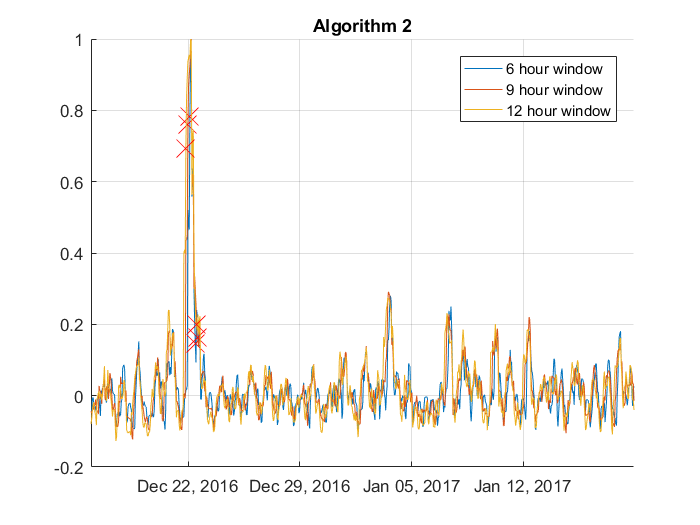 Algorithm 2
1
6 hour window
9 hour window
12 hour window
0.8
0.6
0.4
0.2
0
-0.2
Dec 22, 2016 Dec 29, 2016 Jan 05, 2017 Jan 12, 2017